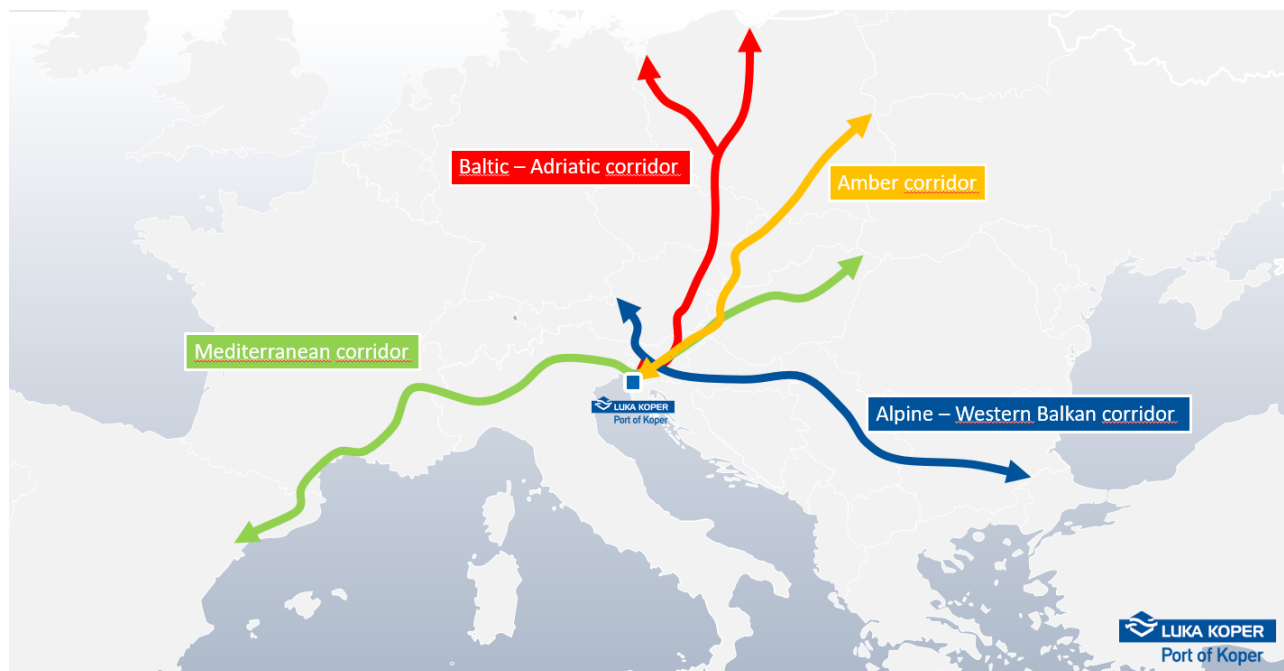 Baltic – Adriatic corridor
Amber corridor
Mediterranean corridor
LUKA KOPER
Port of Koper
Alpine – Western Balkan corridor
LUKA KOPER
Port of Koper